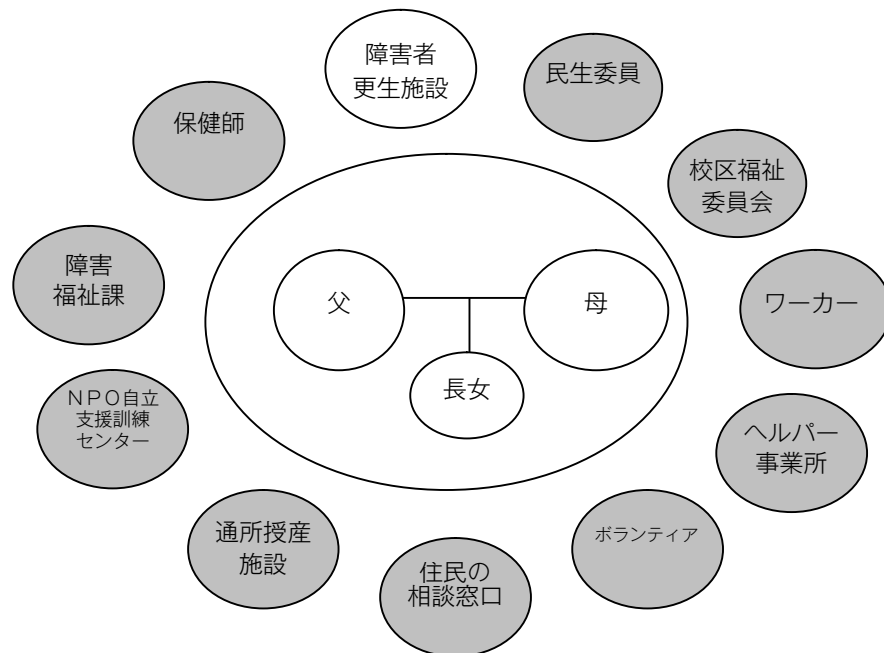 障害者
更生施設
民生委員
保健師
校区福祉
委員会
障害
福祉課
父
母
ワーカー
長女
ＮＰＯ自立
支援訓練
センター
ヘルパー
事業所
通所授産
施設
ボランティア
住民の
相談窓口